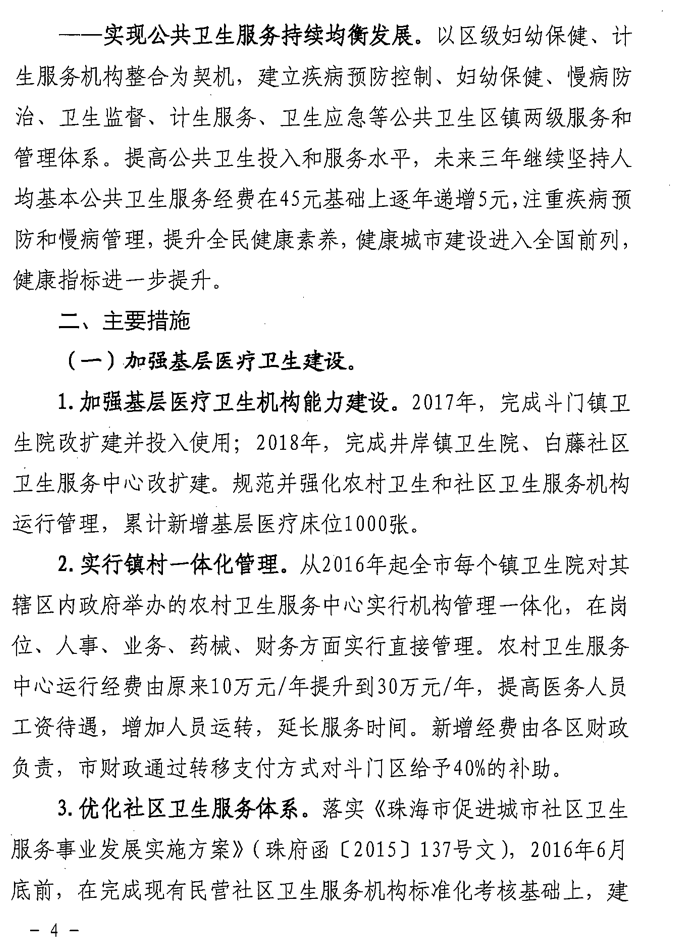 ——实现公共卫生服务持续均衡发展。以区级妇幼保健、计
生服务机构整合为契机，建立疾病预防控制、妇幼保健、慢病防
治、卫生监督、计生服务、卫生应急等公共卫生区镇两级服务和
管理体系。提高公共卫生投入和服务水平，未来三年继续坚持人
均基本公共卫生服务经费在45元基础上逐年递增5元，注重疾病预
防和慢病管理，提升全民健康素养，健康城市建设进入全国前列，
健康指标进一步提升。
二、主要措施
（一）加强基层医疗卫生建设。
1.加强基层医疗卫生机构能力建设。2017年，完成斗门镇卫
生院改扩建并投入使用；2018年，完成井岸镇卫生院、白藤社区
卫生服务中心改扩建。规范并强化农村卫生和社区卫生服务机构
运行管理，累计新增基层医疗床位1000张。
2.实行镇村一体化管理。从2016年起全市每个镇卫生院对其
辖区内政府举办的农村卫生服务中心实行机构管理一体化，在岗
位、人事、业务、药械、财务方面实行直接管理。农村卫生服务
中心运行经费由原来10万元/年提升到30万元/年，提高医务人员
工资待遇，增加人员运转，延长服务时间。新增经费由各区财政
负责，市财政通过转移支付方式对斗门区给予40%的补助。
3.优化社区卫生服务体系。落实《珠海市促进城市社区卫生
服务事业发展实施方案》（珠府函〔2015〕137号文），2016年6月
底前，在完成现有民营社区卫生服务机构标准化考核基础上，建
－ 4 －